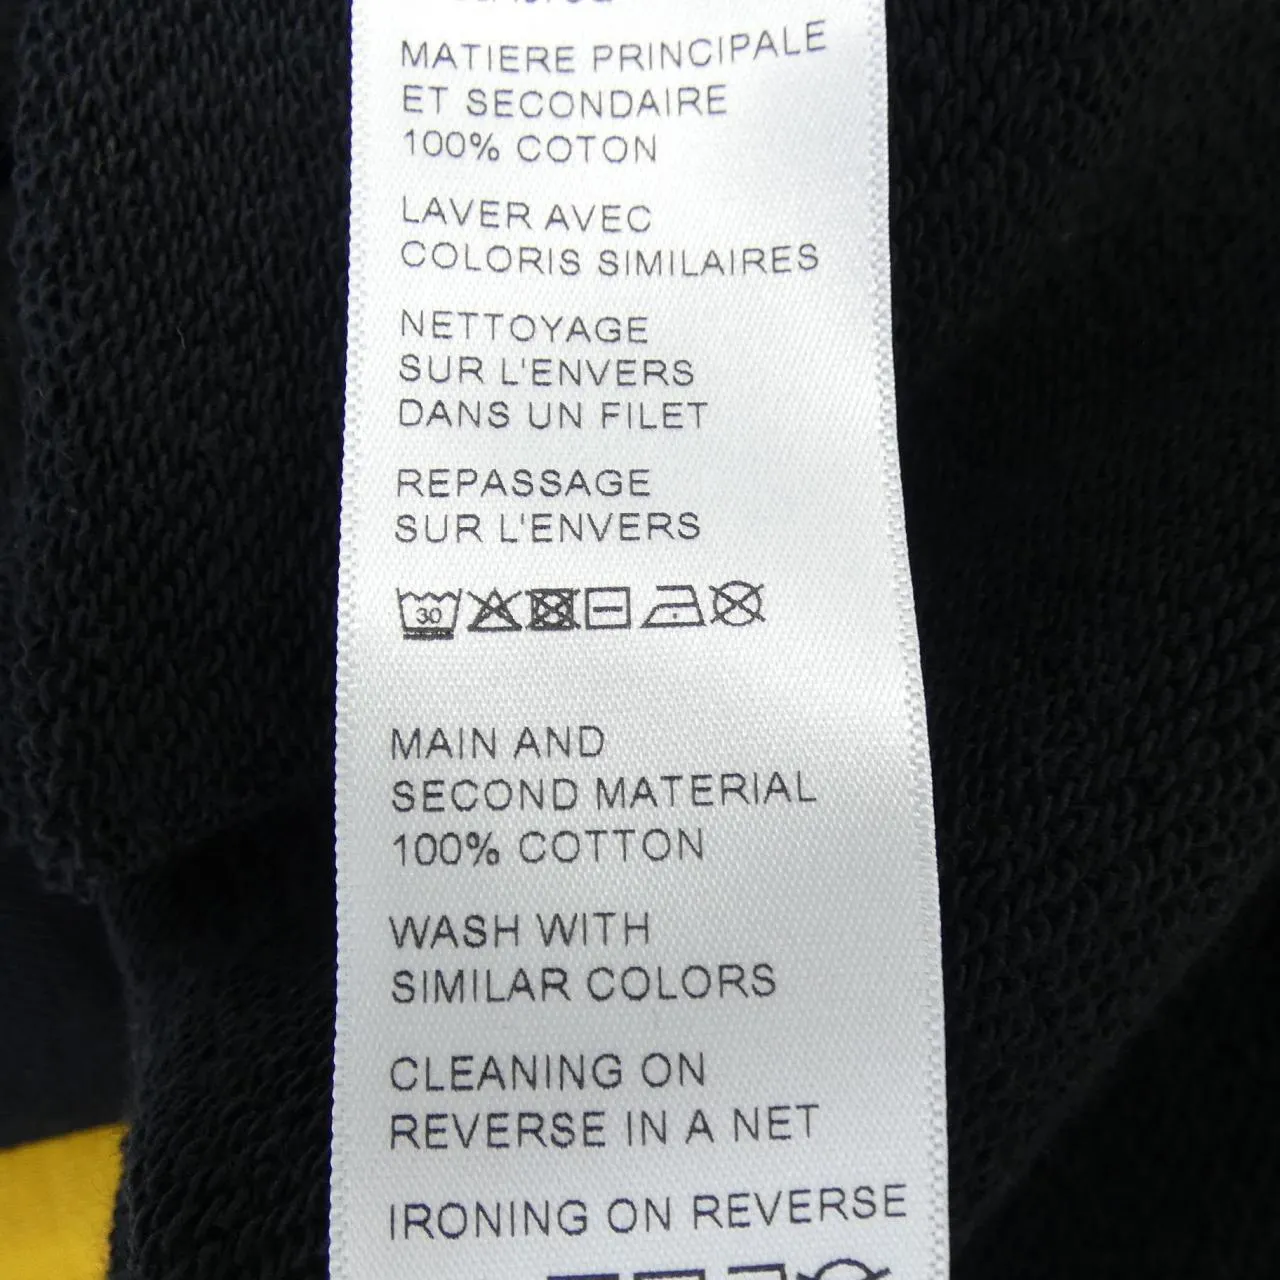 MATIERE PRINCIPALE
ET SECONDAIRE
100% COTON
LAVER AVEC
COLORIS SIMILAIRES
NETTOYAGE
SUR L'ENVERS
DANS UN FILET
REPASSAGE
SUR L'ENVERS
30
MAIN AND
SECOND MATERIAL
100% COTTON
WASH WITH
SIMILAR COLORS
CLEANING ON
REVERSE IN A NET
IRONING ON REVERSE